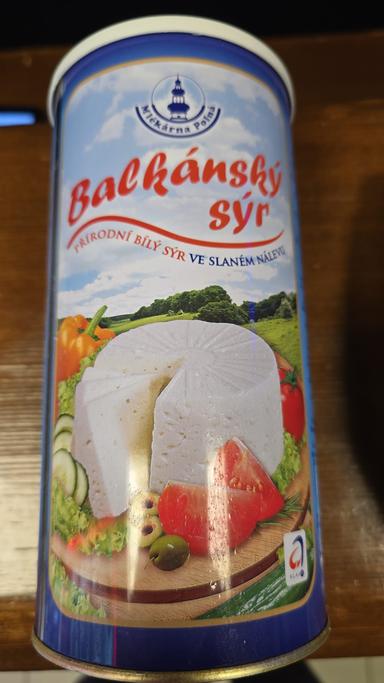 Mlékárna Polná
Balkánský
sýr
PŘÍRODNÍ BÍLÝ SÝR VE SLANÉM NÁLEVU